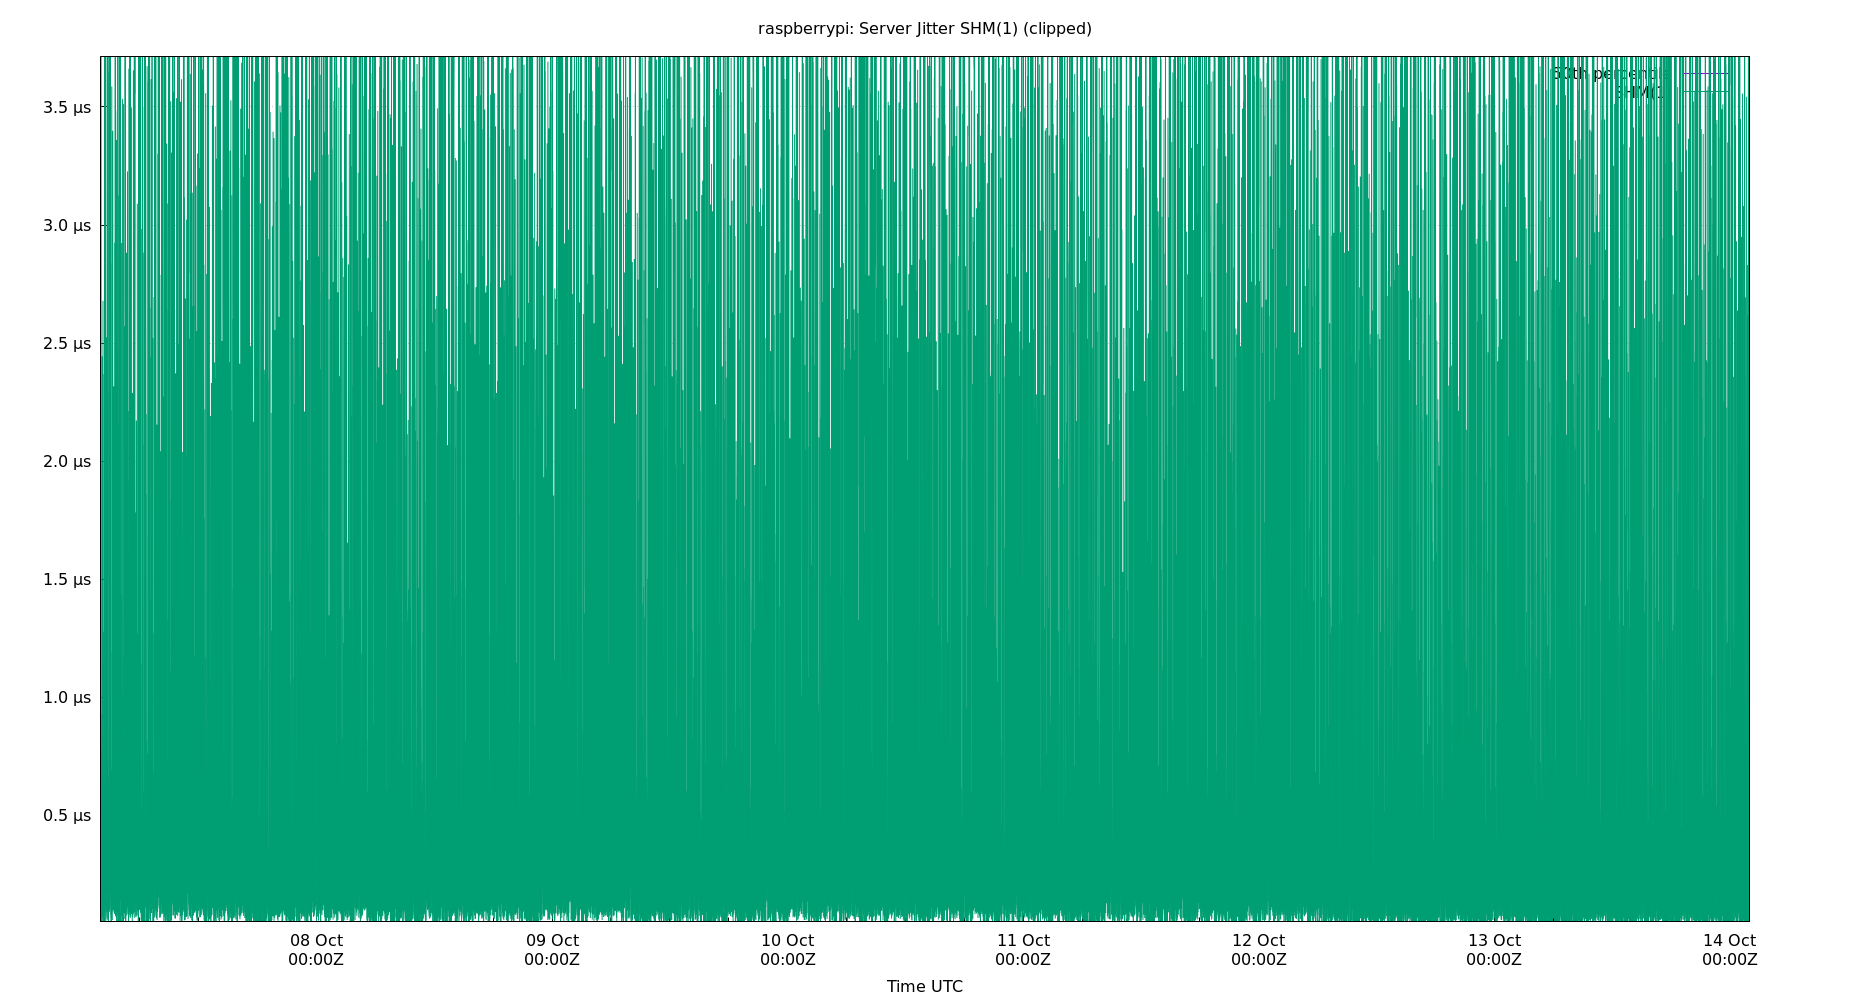 raspberrypi: Server Jitter SHM(1) (clipped)
3.5 µs
3.0 µs
2.5 µs
2.0 µs
1.5 µs
1.0 µs
0.5 µs
08 Oct 09 Oct 10 Oct 11 Oct 12 Oct 13 Oct 14 Oct
00:00Z 00:00Z 00:00Z 00:00Z 00:00Z 00:00Z 00:00Z
Time UTC